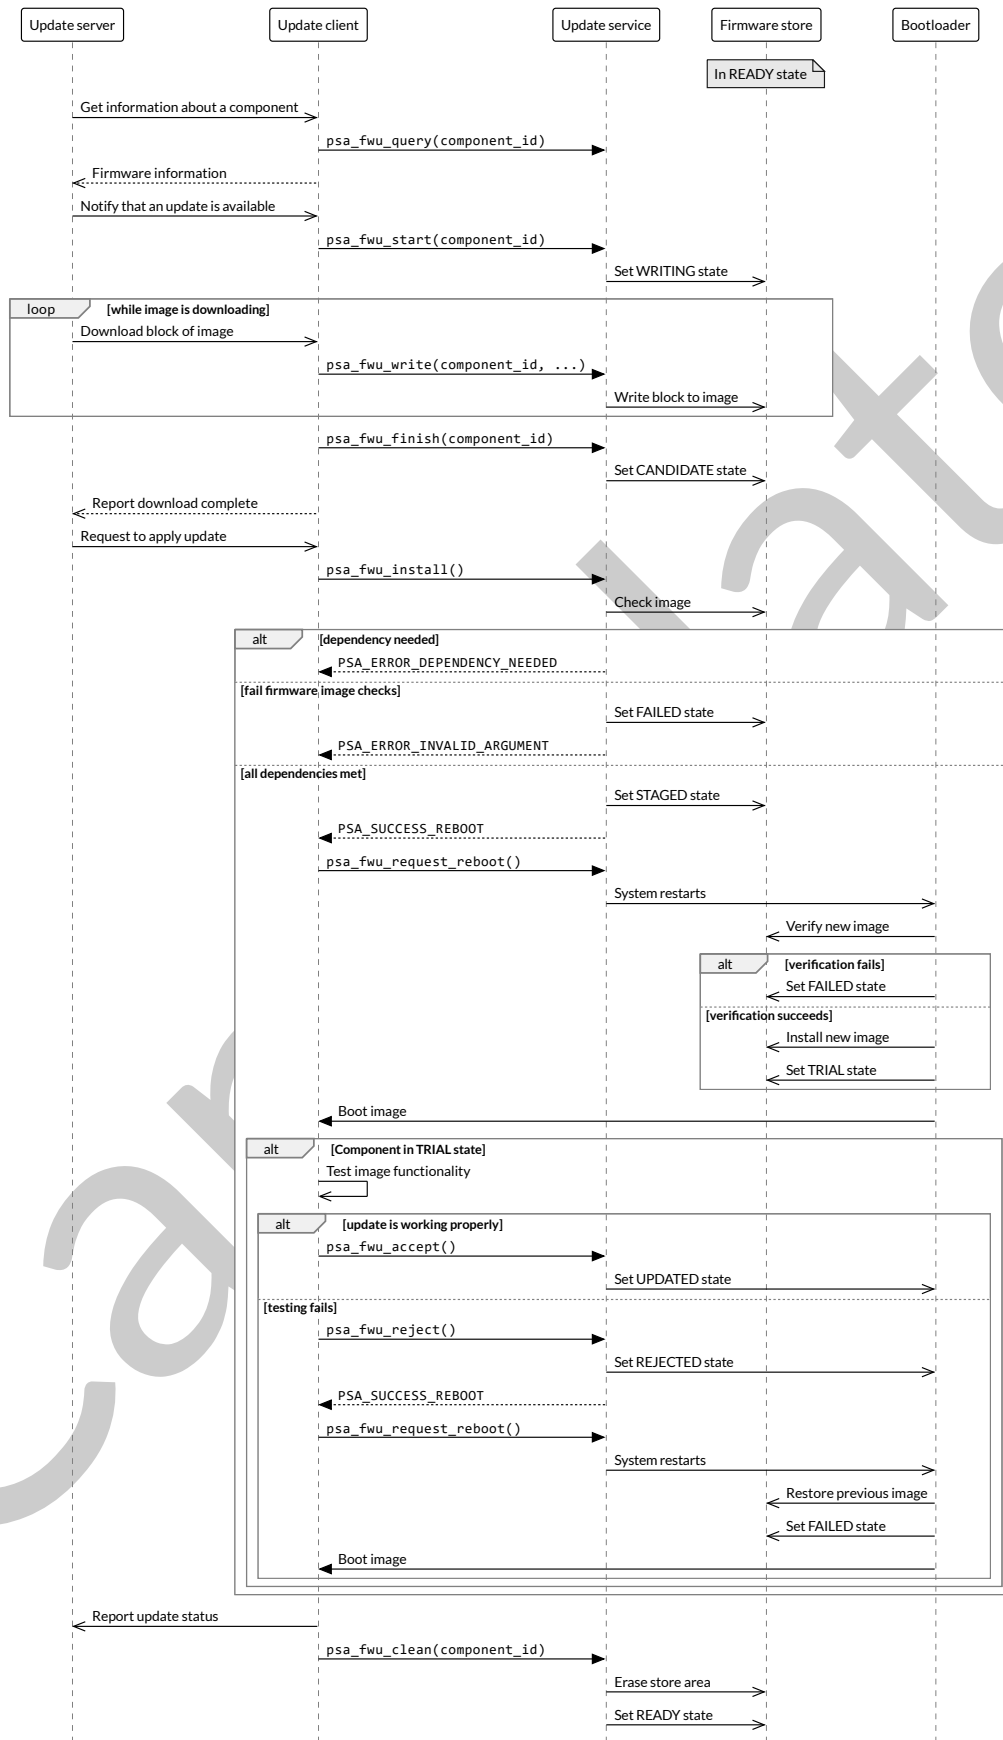 Update server
Update client
Update service
Firmware store
Bootloader
In READY state
Get information about a component
psa_fwu_query(component_id)
Firmware information
Notify that an update is available
psa_fwu_start(component_id)
Set WRITING state
loop
[while image is downloading]
Download block of image
psa_fwu_write(component_id, ...)
Write block to image
psa_fwu_finish(component_id)
Set CANDIDATE state
Report download complete
Request to apply update
psa_fwu_install()
Check image
alt
[dependency needed]
PSA_ERROR_DEPENDENCY_NEEDED
[fail firmware image checks]
Set FAILED state
PSA_ERROR_INVALID_ARGUMENT
[all dependencies met]
Set STAGED state
PSA_SUCCESS_REBOOT
psa_fwu_request_reboot()
System restarts
Verify new image
alt
[verification fails]
Set FAILED state
[verification succeeds]
Install new image
Set TRIAL state
Boot image
alt
[Component in TRIAL state]
Test image functionality
alt
[update is working properly]
psa_fwu_accept()
Set UPDATED state
[testing fails]
psa_fwu_reject()
Set REJECTED state
PSA_SUCCESS_REBOOT
psa_fwu_request_reboot()
System restarts
Restore previous image
Set FAILED state
Boot image
Report update status
psa_fwu_clean(component_id)
Erase store area
Set READY state